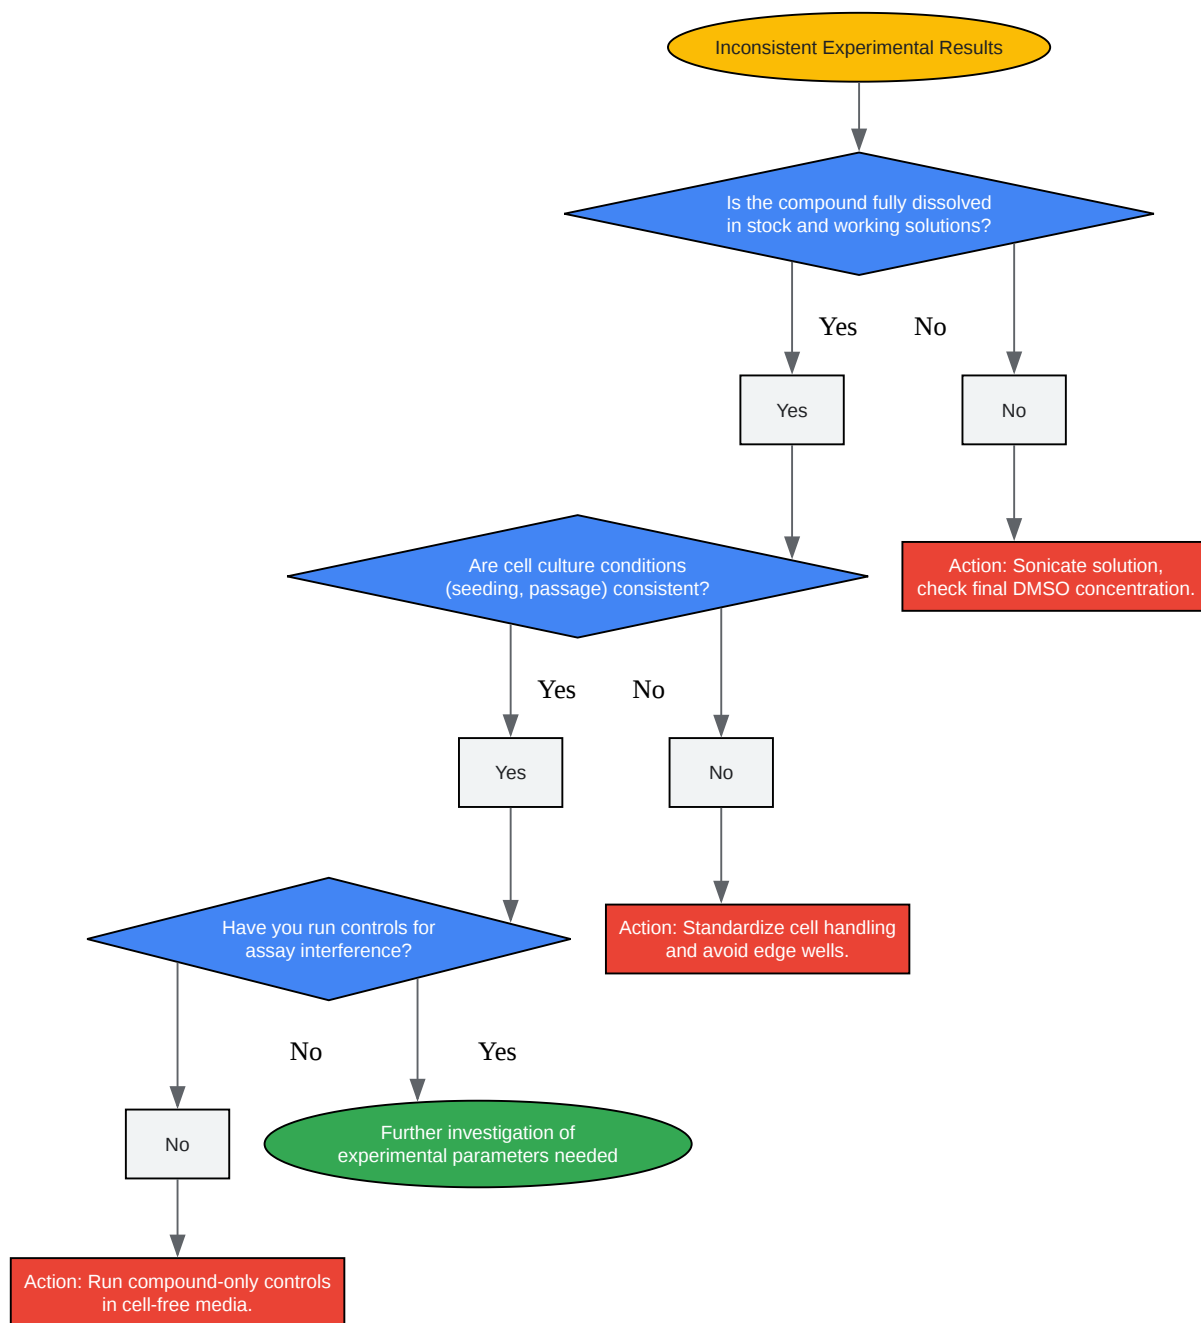 Inconsistent Experimental Results
Is the compound fully dissolved
in stock and working solutions?
Yes
No
Yes
No
Are cell culture conditions
(seeding, passage) consistent?
Action: Sonicate solution,
check final DMSO concentration.
Yes
No
Yes
No
Have you run controls for
assay interference?
Action: Standardize cell handling
and avoid edge wells.
No
Yes
No
Further investigation of
experimental parameters needed
Action: Run compound-only controls
in cell-free media.